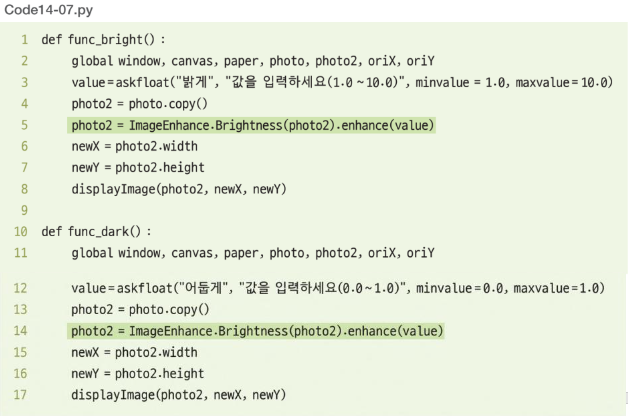 Code14-07.py
1 def func_bright() :
2 global window, canvas, paper, photo, photo2, oriX, oriY
3 value=askfloat("밝게", "값을 입력하세요(1.0 ~ 10.0)", minvalue = 1.0, maxvalue=10.0)
4 photo2 = photo.copy()
5 photo2 = ImageEnhance.Brightness(photo2).enhance(value)
6 newX = photo2.width
7 newY = photo2.height
8 displayImage(photo2, newX, newY)
9
10 def func_dark() :
11 global window, canvas, paper, photo, photo2, oriX, oriY
12 value=askfloat("어둡게", "값을 입력하세요(0.0 ~ 1.0)", minvalue=0.0, maxvalue=1.0)
13 photo2 = photo.copy()
14 photo2 = ImageEnhance.Brightness(photo2).enhance(value)
15 newX = photo2.width
16 newY = photo2.height
17 displayImage(photo2, newX, newY)